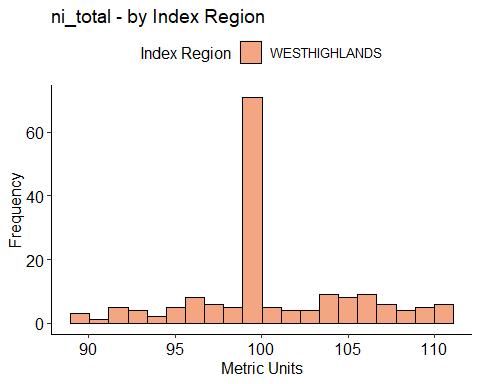 ni_total - by Index Region
Index Region WESTHIGHLANDS
Frequency
60
40
20
0
90 95 100 105 110
Metric Units